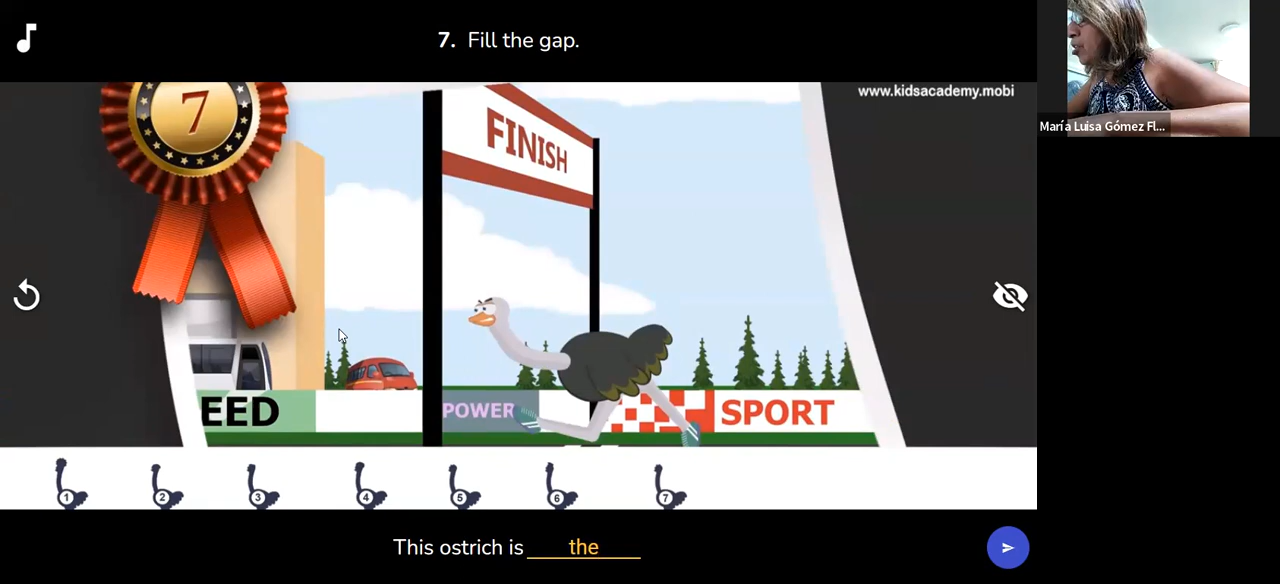 7. Fill the gap.
www.kidsacademy.mobi
María Luisa Gómez Fl...
7
FINISH
EED
POWER
SPORT
1 2 3 4 5 6 7
This ostrich is the